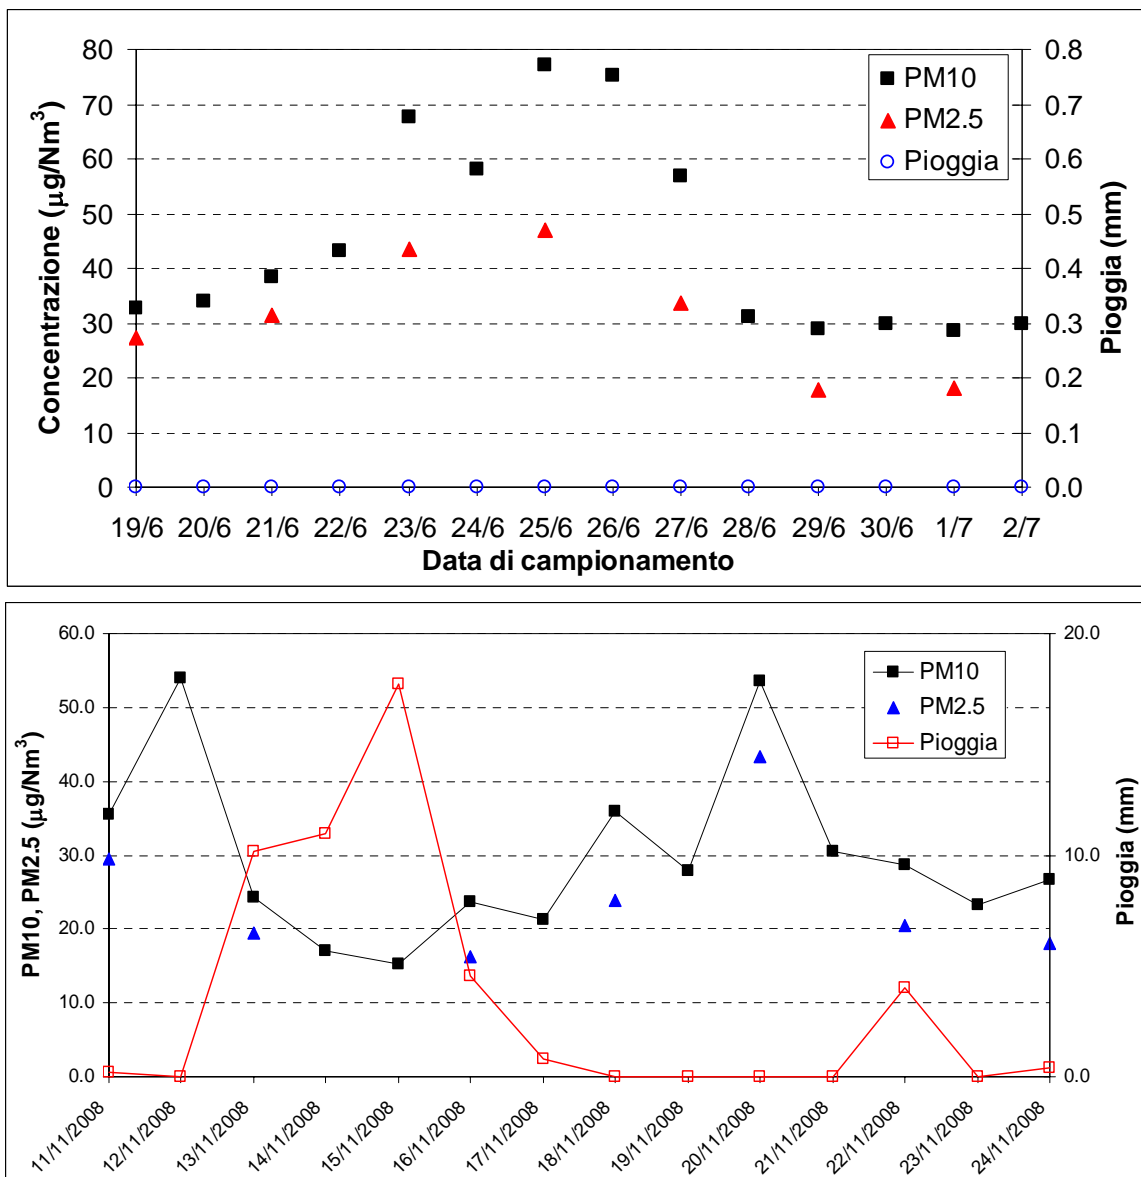 80
70
60
50
40
30
20
10
0
Concentrazione (µg/Nm³)
0.8
0.7
0.6
0.5
0.4
0.3
0.2
0.1
0.0
Pioggia (mm)
PM10
PM2.5
Pioggia
19/6 20/6 21/6 22/6 23/6 24/6 25/6 26/6 27/6 28/6 29/6 30/6 1/7 2/7
Data di campionamento
60.0
50.0
40.0
30.0
20.0
10.0
0.0
PM10, PM2.5 (µg/Nm³)
20.0
10.0
0.0
Pioggia (mm)
PM10
PM2.5
Pioggia
11/11/2008 12/11/2008 13/11/2008 14/11/2008 15/11/2008 16/11/2008 17/11/2008 18/11/2008 19/11/2008 20/11/2008 21/11/2008 22/11/2008 23/11/2008 24/11/2008